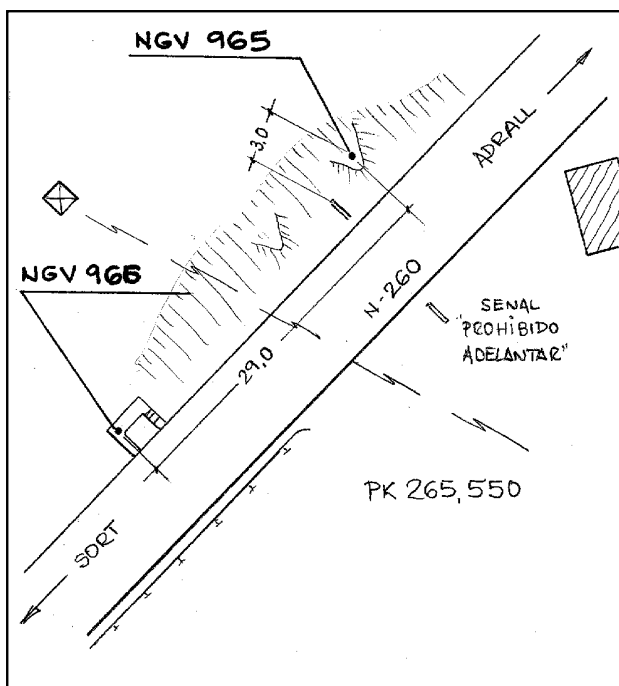 NGV 965
3.0
ADRALL
NGV 965
N-260
SENAL
"PROHIBIDO
ADELANTAR"
29,0
PK 265,550
SORT